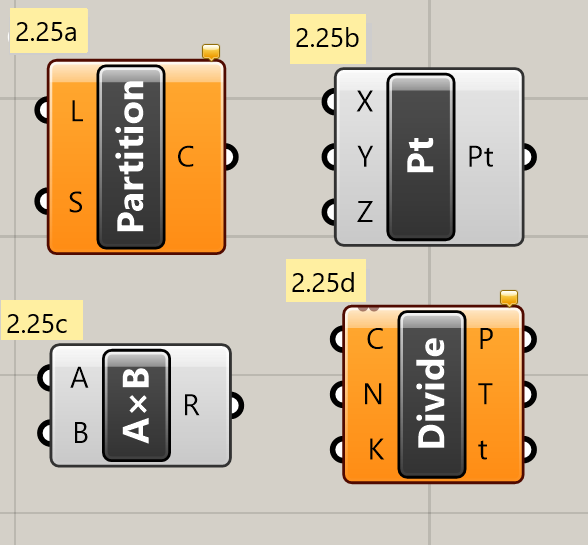 2.25a
L
S
Partition
C
2.25b
X
Y
Z
Pt
Pt
2.25c
A
B
A×B
R
2.25d
C
N
K
Divide
P
T
t